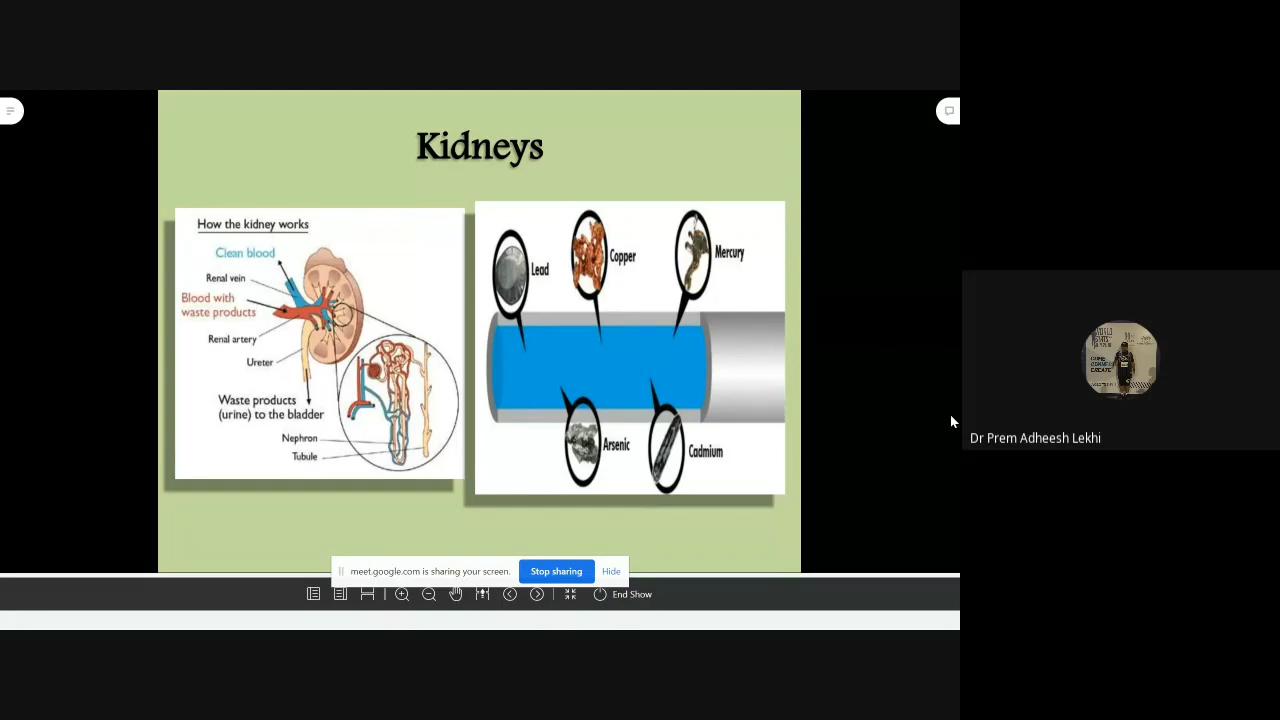 Kidneys
How the kidney works
Clean blood
Renal vein
Blood with
waste products
Renal artery
Ureter
Waste products
(urine) to the bladder
Nephron
Tubule
Lead
Copper
Mercury
Arsenic
Cadmium
meet.google.com is sharing your screen.
Stop sharing
Hide
End Show
Dr Prem Adheesh Lekhi